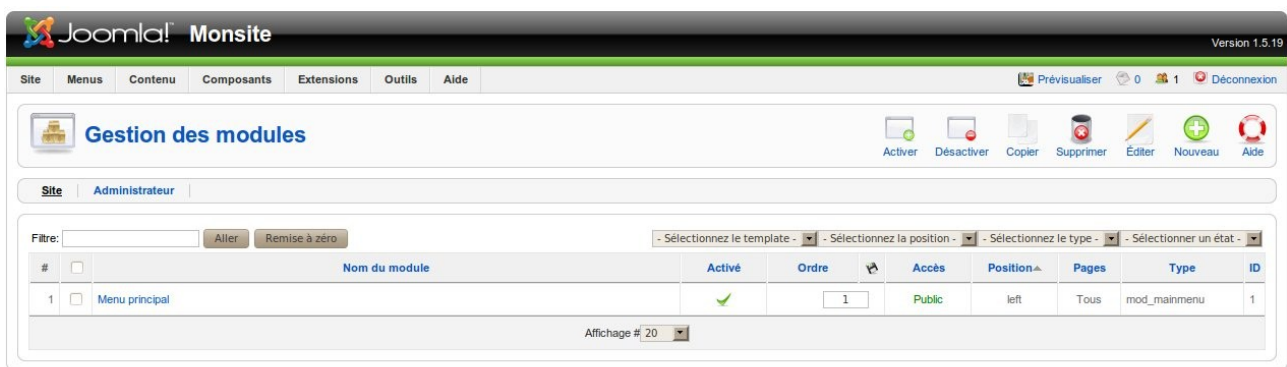 Joomla!™ Monsite
Version 1.5.19
Site Menus Contenu Composants Extensions Outils Aide Prévisualiser 0 1 Déconnexion
Gestion des modules
Activer Désactiver Copier Supprimer Éditer Nouveau Aide
Site Administrateur
Filtre: Aller Remise à zéro - Sélectionnez le template - - Sélectionnez la position - - Sélectionnez le type - - Sélectionner un état -
# Nom du module Activé Ordre Accès Position Pages Type ID
1 Menu principal 1 Public left Tous mod_mainmenu 1
Affichage # 20